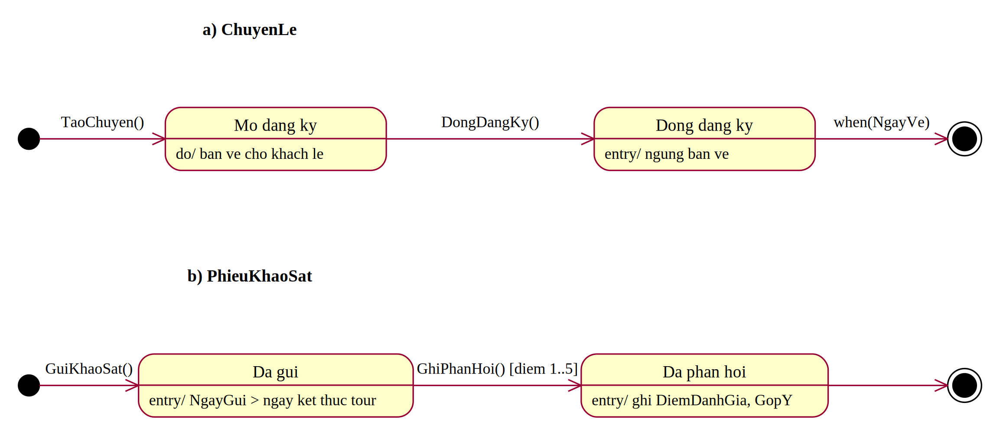 a) ChuyenLe
TaoChuyen()
Mo dang ky
do/ ban ve cho khach le
DongDangKy()
Dong dang ky
entry/ ngung ban ve
when(NgayVe)
b) PhieuKhaoSat
GuiKhaoSat()
Da gui
entry/ NgayGui > ngay ket thuc tour
GhiPhanHoi() [diem 1..5]
Da phan hoi
entry/ ghi DiemDanhGia, GopY